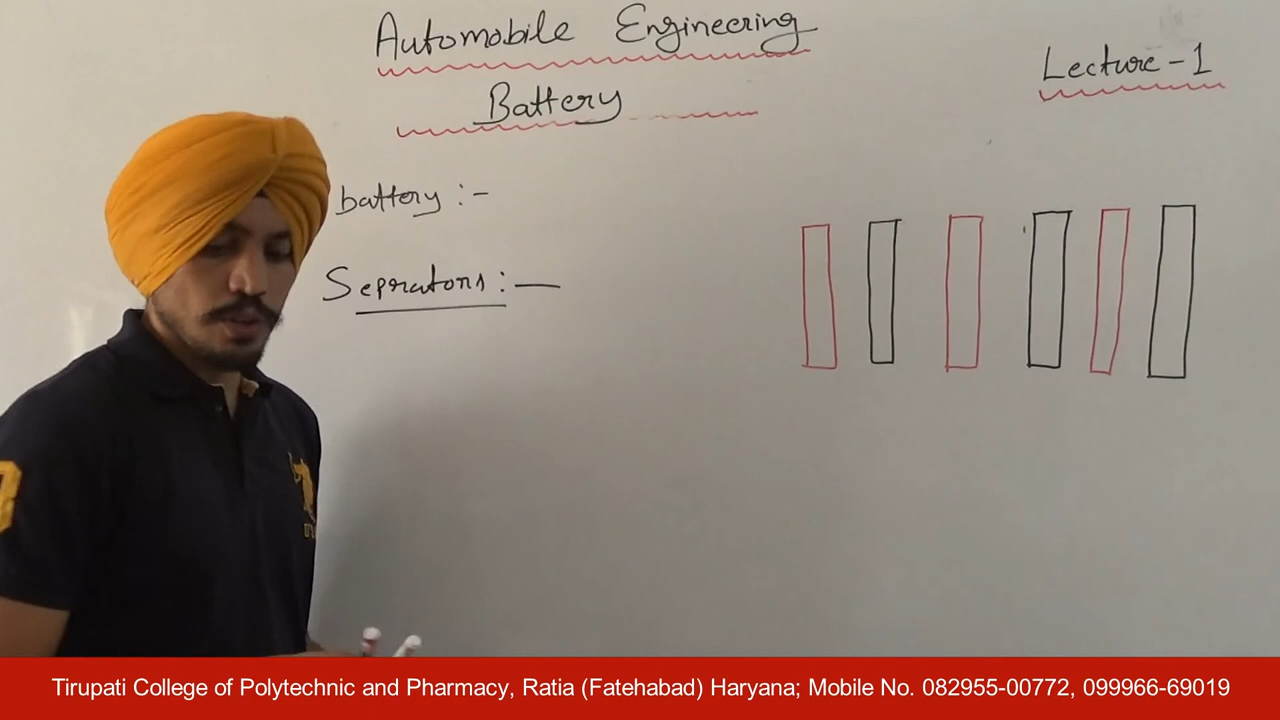 Automobile Engineering
Battery
Lecture-1
battery :-
Sepratons :—
Tirupati College of Polytechnic and Pharmacy, Ratia (Fatehabad) Haryana; Mobile No. 082955-00772, 099966-69019